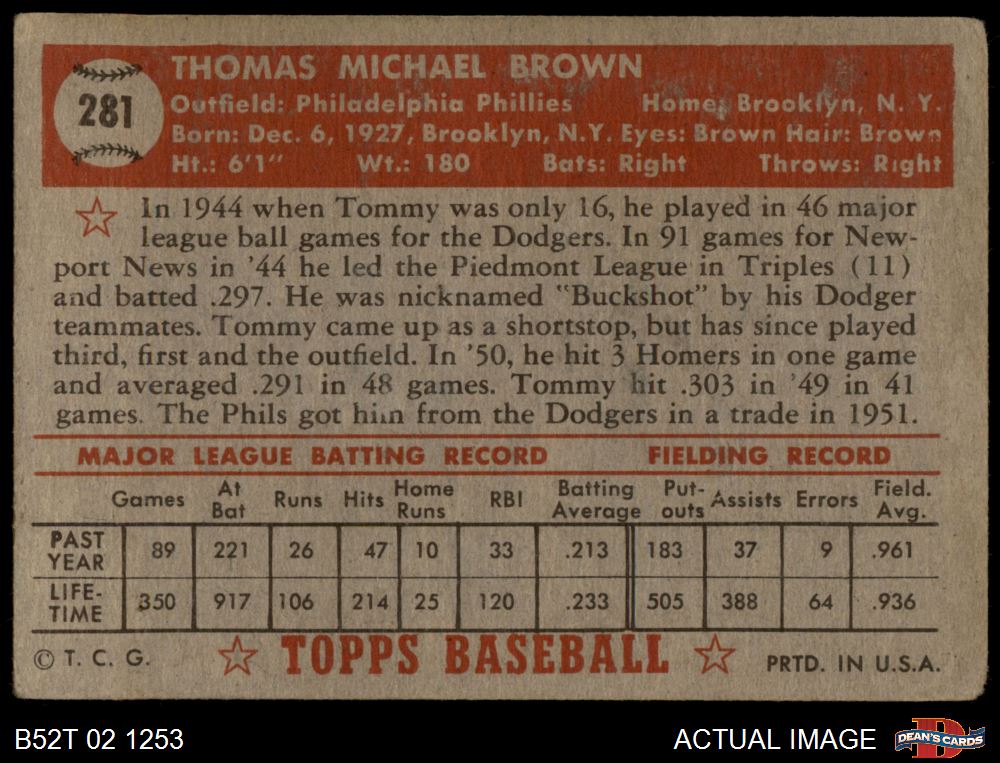 281
THOMAS MICHAEL BROWN
Outfield: Philadelphia Phillies Home: Brooklyn, N. Y.
Born: Dec. 6, 1927, Brooklyn, N.Y. Eyes: Brown Hair: Brown
Ht.: 6'1" Wt.: 180 Bats: Right Throws: Right
In 1944 when Tommy was only 16, he played in 46 major
league ball games for the Dodgers. In 91 games for New-
port News in '44 he led the Piedmont League in Triples (11)
and batted .297. He was nicknamed "Buckshot" by his Dodger
teammates. Tommy came up as a shortstop, but has since played
third, first and the outfield. In '50, he hit 3 Homers in one game
and averaged .291 in 48 games. Tommy hit .303 in '49 in 41
games. The Phils got him from the Dodgers in a trade in 1951.
MAJOR LEAGUE BATTING RECORD FIELDING RECORD
Games At Bat Runs Hits Home Runs RBI Batting Average Put-outs Assists Errors Field. Avg.
PAST YEAR 89 221 26 47 10 33 .213 183 37 9 .961
LIFE-TIME 350 917 106 214 25 120 .233 505 388 64 .936
© T. C. G. TOPPS BASEBALL PRTD. IN U.S.A.
B52T 02 1253 ACTUAL IMAGE DEAN'S CARDS